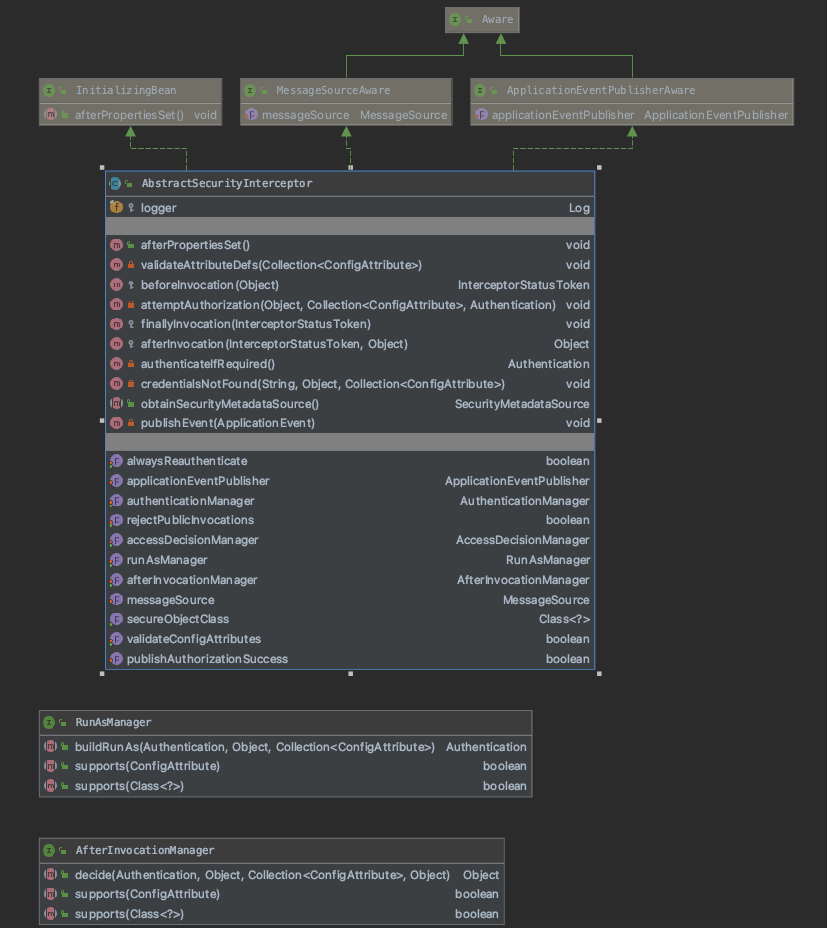 Aware
InitializingBean
afterPropertiesSet() void
MessageSourceAware
messageSource MessageSource
ApplicationEventPublisherAware
applicationEventPublisher ApplicationEventPublisher
AbstractSecurityInterceptor
logger Log
afterPropertiesSet() void
validateAttributeDefs(Collection<ConfigAttribute>) void
beforeInvocation(Object) InterceptorStatusToken
attemptAuthorization(Object, Collection<ConfigAttribute>, Authentication) void
finallyInvocation(InterceptorStatusToken) void
afterInvocation(InterceptorStatusToken, Object) Object
authenticateIfRequired() Authentication
credentialsNotFound(String, Object, Collection<ConfigAttribute>) void
obtainSecurityMetadataSource() SecurityMetadataSource
publishEvent(ApplicationEvent) void
alwaysReauthenticate boolean
applicationEventPublisher ApplicationEventPublisher
authenticationManager AuthenticationManager
rejectPublicInvocations boolean
accessDecisionManager AccessDecisionManager
runAsManager RunAsManager
afterInvocationManager AfterInvocationManager
messageSource MessageSource
secureObjectClass Class<?>
validateConfigAttributes boolean
publishAuthorizationSuccess boolean
RunAsManager
buildRunAs(Authentication, Object, Collection<ConfigAttribute>) Authentication
supports(ConfigAttribute) boolean
supports(Class<?>) boolean
AfterInvocationManager
decide(Authentication, Object, Collection<ConfigAttribute>, Object) Object
supports(ConfigAttribute) boolean
supports(Class<?>) boolean